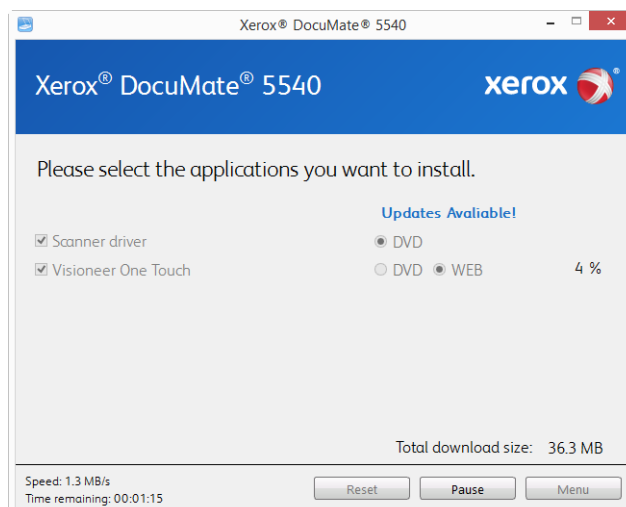 Xerox® DocuMate® 5540
Xerox® DocuMate® 5540
xerox ®
Please select the applications you want to install.
Updates Avaliable!
Scanner driver DVD
Visioneer One Touch DVD WEB 4 %
Total download size: 36.3 MB
Speed: 1.3 MB/s
Time remaining: 00:01:15
Reset Pause Menu